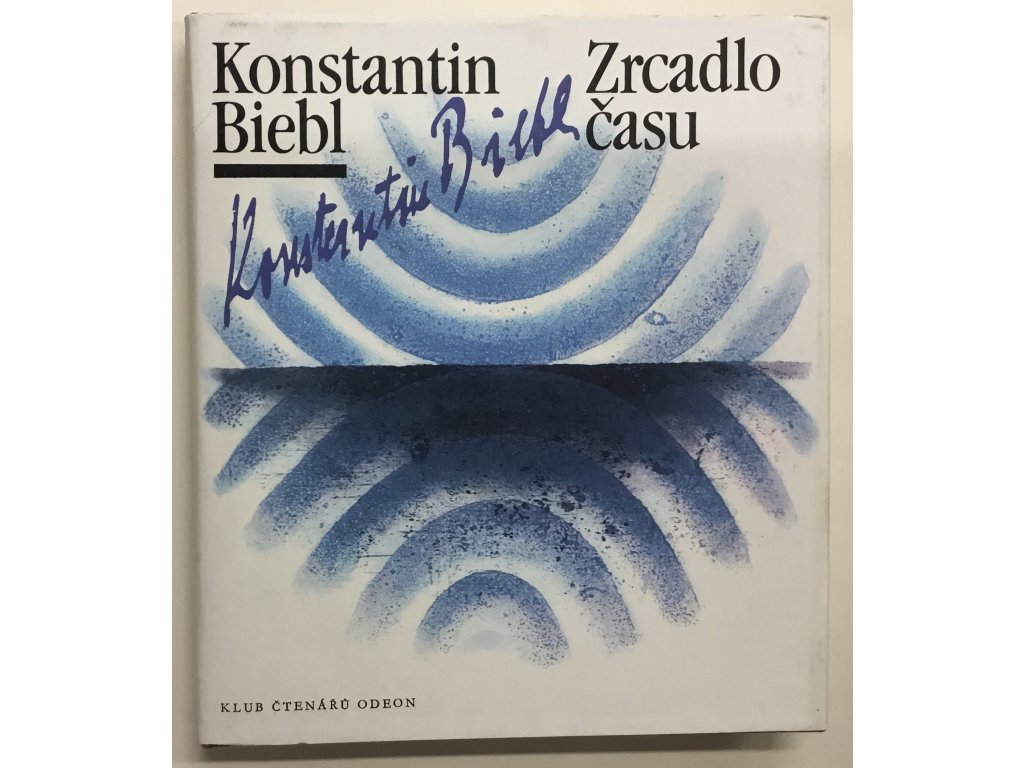 Konstantin
Biebl
Zrcadlo
času
Konstantin Biebl
KLUB ČTENÁŘŮ ODEON